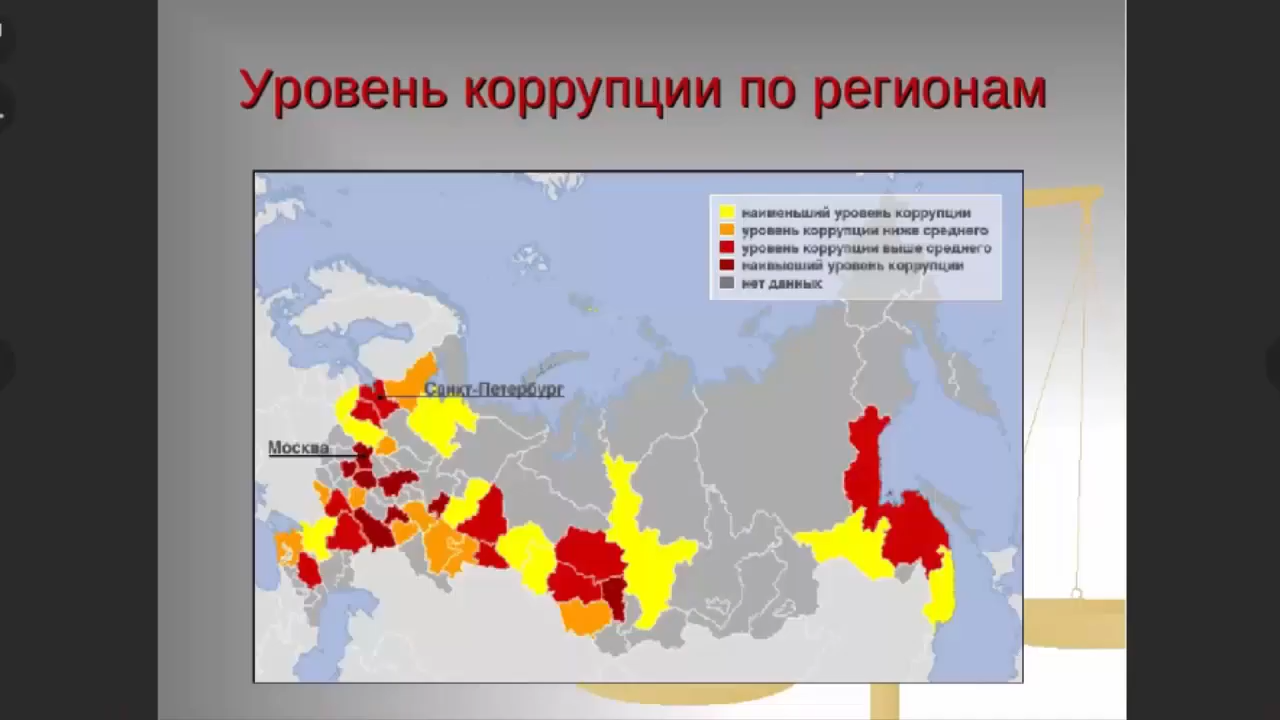 Уровень коррупции по регионам
наименьший уровень коррупции
уровень коррупции ниже среднего
уровень коррупции выше среднего
наивысший уровень коррупции
нет данных
Санкт-Петербург
Москва